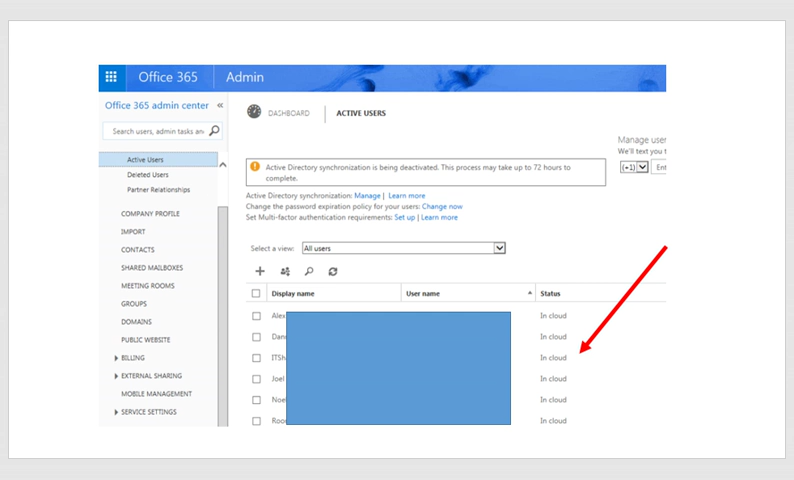 Office 365 Admin
Office 365 admin center «
DASHBOARD ACTIVE USERS
Search users, admin tasks an
Manage user
We'll text you t
(+1) Ent
Active Users
Deleted Users
Partner Relationships
COMPANY PROFILE
IMPORT
CONTACTS
SHARED MAILBOXES
MEETING ROOMS
GROUPS
DOMAINS
PUBLIC WEBSITE
BILLING
EXTERNAL SHARING
MOBILE MANAGEMENT
SERVICE SETTINGS
Active Directory synchronization is being deactivated. This process may take up to 72 hours to
complete.
Active Directory synchronization: Manage | Learn more
Change the password expiration policy for your users: Change now
Set Multi-factor authentication requirements: Set up | Learn more
Select a view: All users
Display name User name Status
Alex In cloud
In cloud
ITSh In cloud
Joel In cloud
Noel In cloud
In cloud